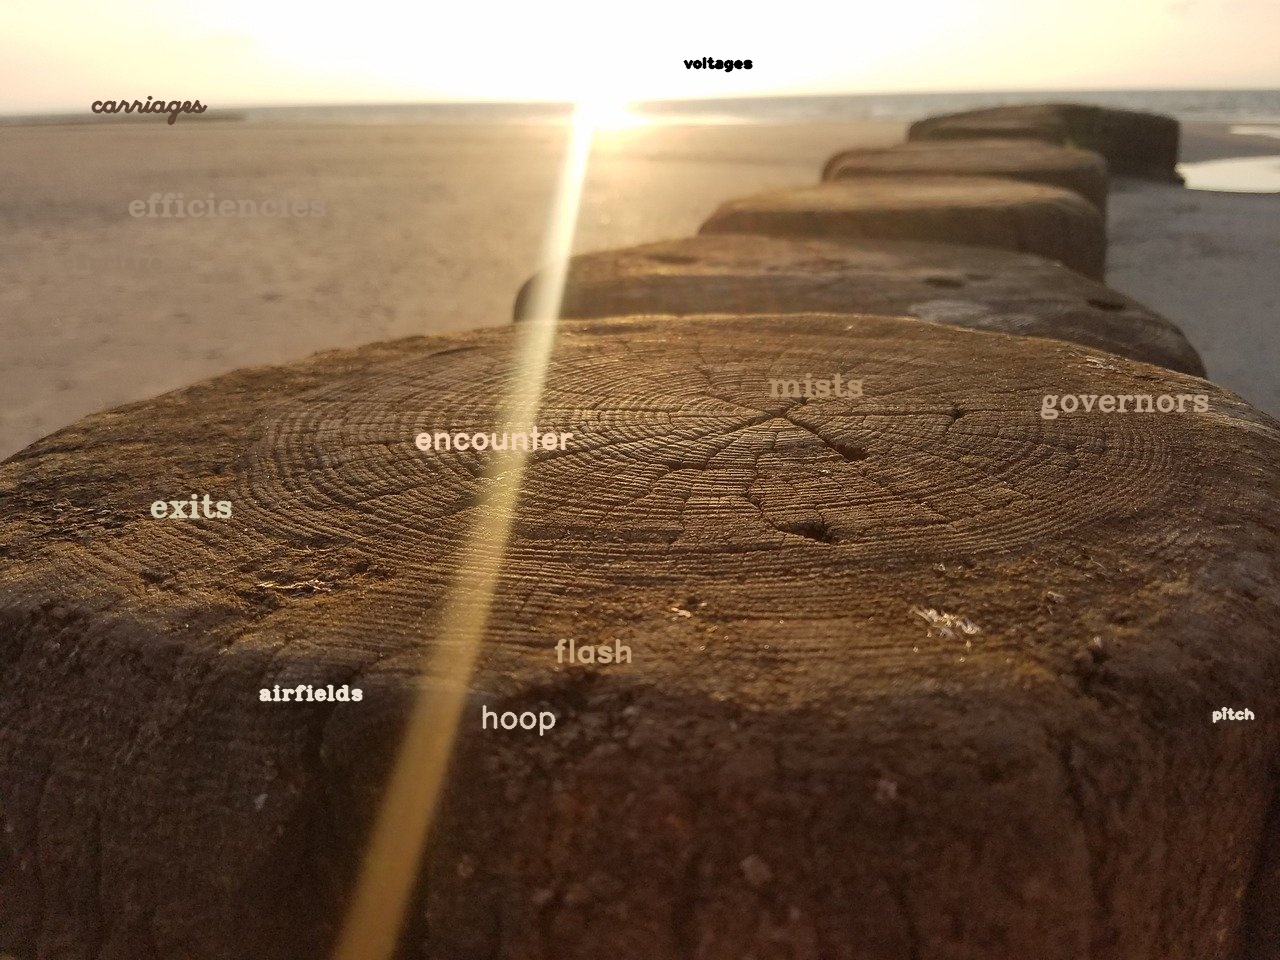 voltages
carriages
efficiencies
mists
governors
encounter
exits
flash
airfields
hoop
pitch